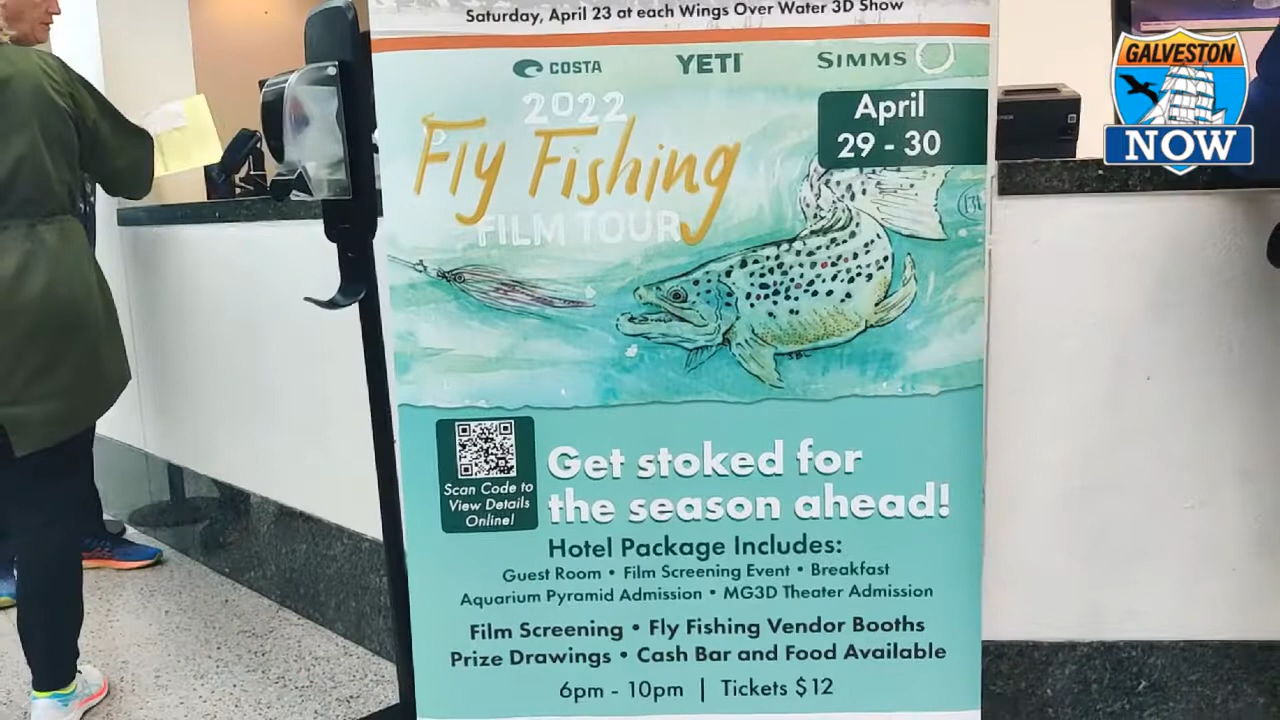 Saturday, April 23 at each Wings Over Water 3D Show
COSTA YETI SIMMS
2022
Fly Fishing
FILM TOUR
April
29 - 30
SBL
Get stoked for
the season ahead!
Scan Code to
View Details
Online!
Hotel Package Includes:
Guest Room • Film Screening Event • Breakfast
Aquarium Pyramid Admission • MG3D Theater Admission
Film Screening • Fly Fishing Vendor Booths
Prize Drawings • Cash Bar and Food Available
6pm - 10pm | Tickets $12
GALVESTON
NOW